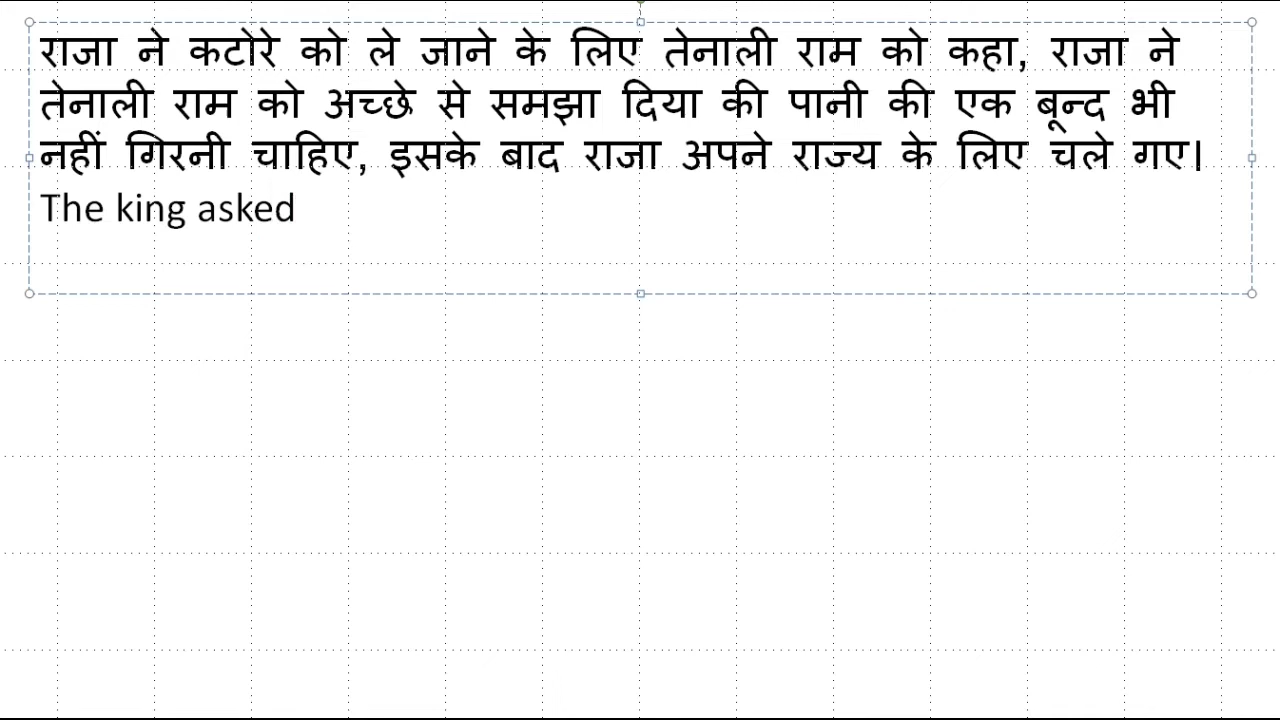 राजा ने कटोरे को ले जाने के लिए तेनाली राम को कहा, राजा ने
तेनाली राम को अच्छे से समझा दिया की पानी की एक बून्द भी
नहीं गिरनी चाहिए, इसके बाद राजा अपने राज्य के लिए चले गए।
The king asked